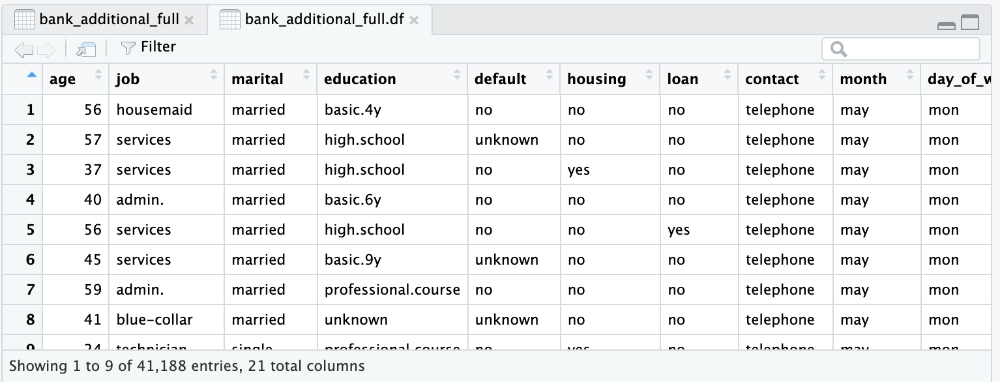 bank_additional_full bank_additional_full.df
Filter
age job marital education default housing loan contact month day_of_w
1 56 housemaid married basic.4y no no no telephone may mon
2 57 services married high.school unknown no no telephone may mon
3 37 services married high.school no yes no telephone may mon
4 40 admin. married basic.6y no no no telephone may mon
5 56 services married high.school no no yes telephone may mon
6 45 services married basic.9y unknown no no telephone may mon
7 59 admin. married professional.course no no no telephone may mon
8 41 blue-collar married unknown unknown no no telephone may mon
9 24 technician single professional.course no yes no telephone may mon
Showing 1 to 9 of 41,188 entries, 21 total columns